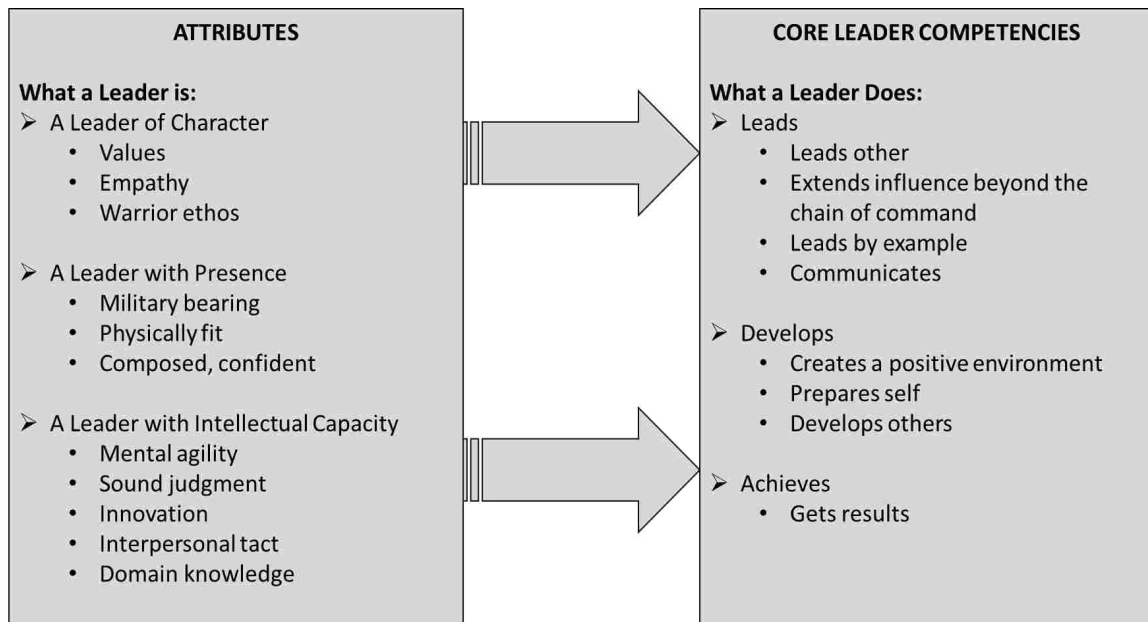 ATTRIBUTES
What a Leader is:
➢ A Leader of Character
• Values
• Empathy
• Warrior ethos
➢ A Leader with Presence
• Military bearing
• Physically fit
• Composed, confident
➢ A Leader with Intellectual Capacity
• Mental agility
• Sound judgment
• Innovation
• Interpersonal tact
• Domain knowledge
CORE LEADER COMPETENCIES
What a Leader Does:
➢ Leads
• Leads other
• Extends influence beyond the
chain of command
• Leads by example
• Communicates
➢ Develops
• Creates a positive environment
• Prepares self
• Develops others
➢ Achieves
• Gets results